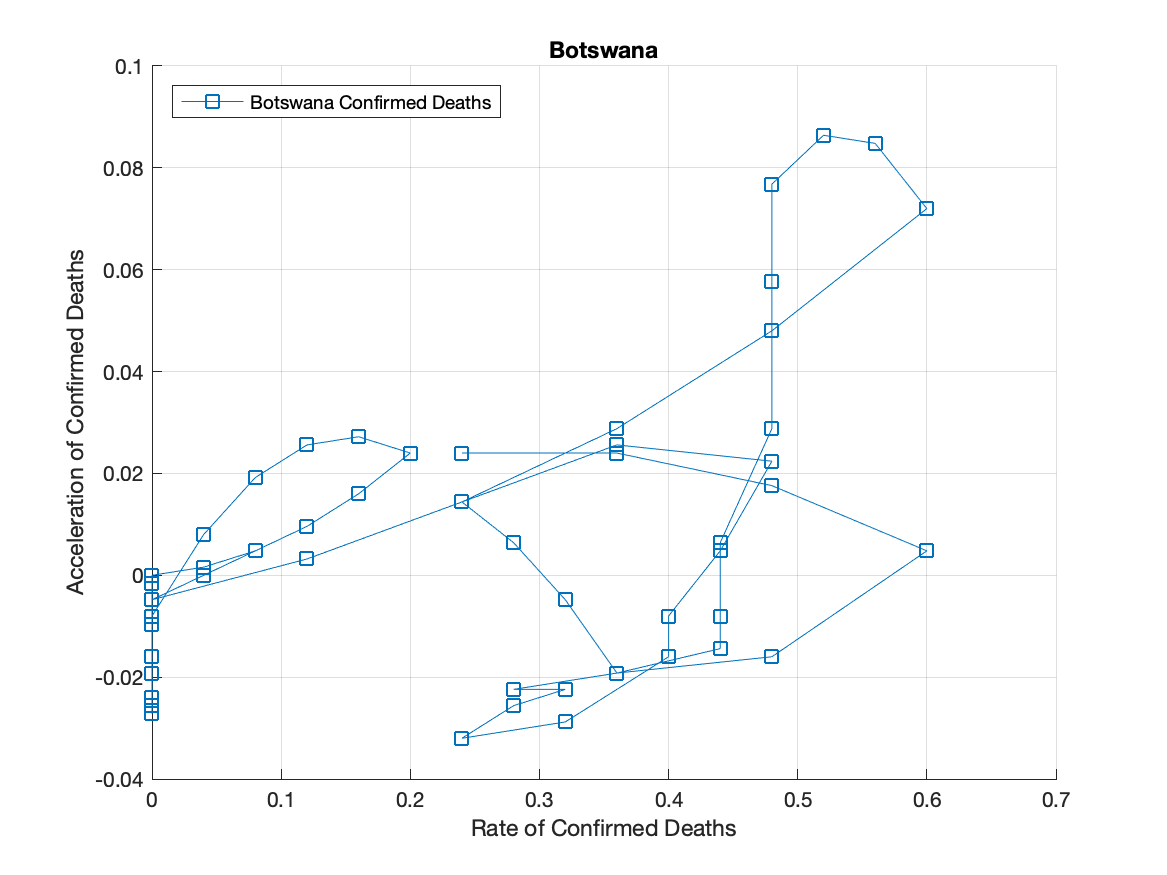 Botswana
Botswana Confirmed Deaths
0.1
0.08
0.06
0.04
0.02
0
-0.02
-0.04
0 0.1 0.2 0.3 0.4 0.5 0.6 0.7
Acceleration of Confirmed Deaths
Rate of Confirmed Deaths